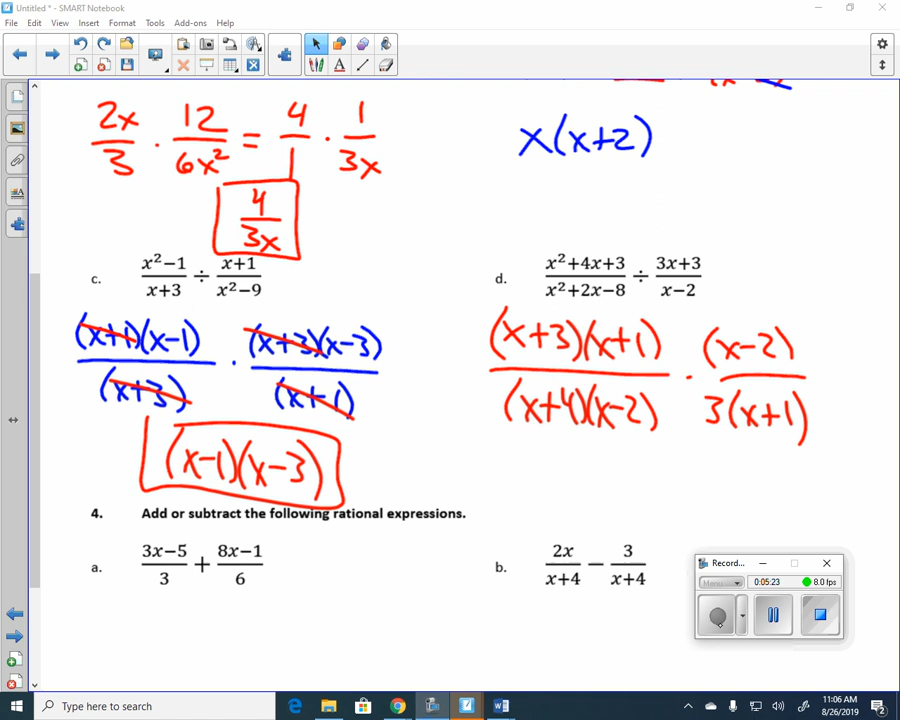 Untitled * - SMART Notebook
File Edit View Insert Format Tools Add-ons Help
2x/3 · 12/6x² = 4/1 · 1/3x
x(x+2)
4/3x
c. x²−1/x+3 ÷ x+1/x²−9
d. x²+4x+3/x²+2x−8 ÷ 3x+3/x−2
(x+1)(x−1)/(x+3) · (x+3)(x−3)/(x+1)
(x+3)(x+1)/(x+4)(x−2) · (x−2)/3(x+1)
(x−1)(x−3)
4. Add or subtract the following rational expressions.
a. 3x−5/3 + 8x−1/6
b. 2x/x+4 − 3/x+4
Record...
Menu 00:05:23 8.0 fps
Type here to search
11:06 AM
8/26/2019
2